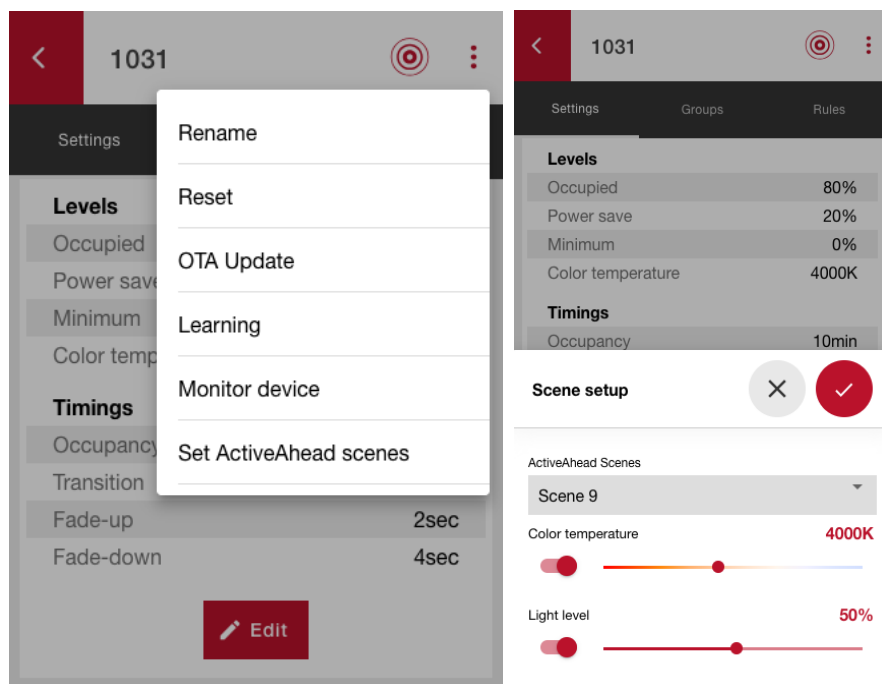 1031
Settings
Rename
Reset
OTA Update
Learning
Monitor device
Set ActiveAhead scenes
Levels
Occupied
Power save
Minimum
Color temp
Timings
Occupancy
Transition
Fade-up 2sec
Fade-down 4sec
Edit
1031
Settings Groups Rules
Levels
Occupied 80%
Power save 20%
Minimum 0%
Color temperature 4000K
Timings
Occupancy 10min
Scene setup
ActiveAhead Scenes
Scene 9
Color temperature 4000K
Light level 50%